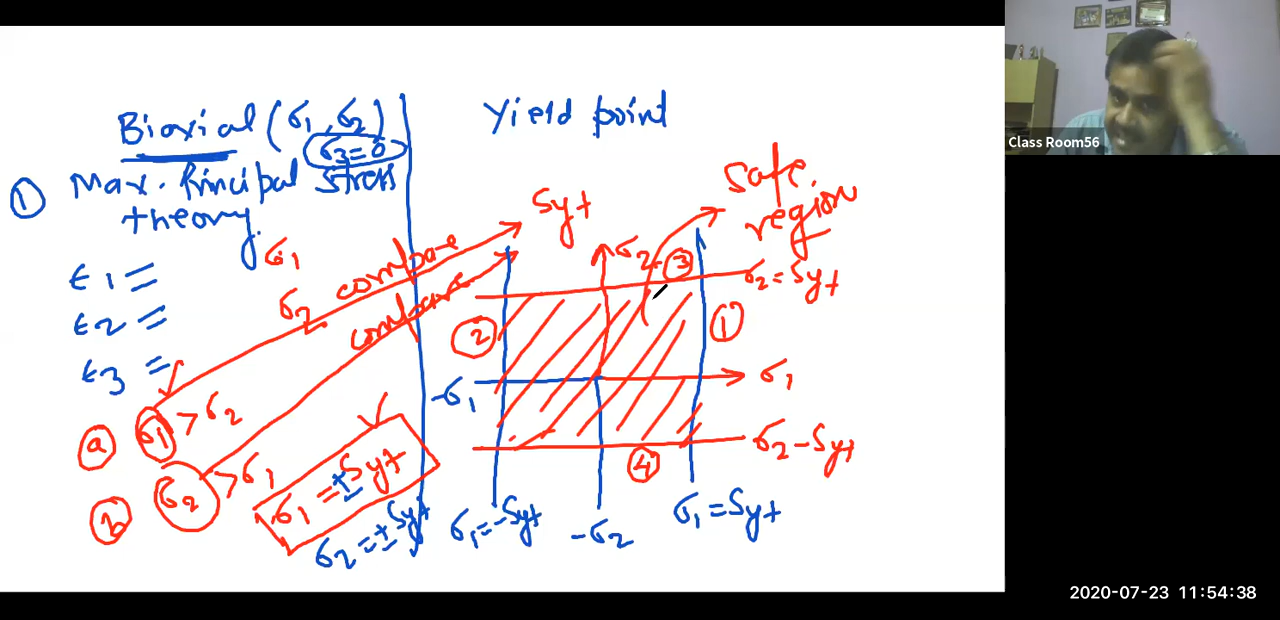 Biaxial (σ1, σ2)
σ3=0
① Max. Principal stress
theory.
Yield point
Safe
region
Syt
σ1
σ2 compare
compare
ϵ1 =
ϵ2 =
ϵ3 =
σ2
③
σ2=Syt
②
①
-σ1
σ1
σ2-Syt
④
ⓐ σ1 > σ2
ⓑ σ2 > σ1
σ1 = ±Syt
σ2 = ±Syt
σ1=-Syt
-σ2
σ1=Syt
Class Room56
2020-07-23 11:54:38